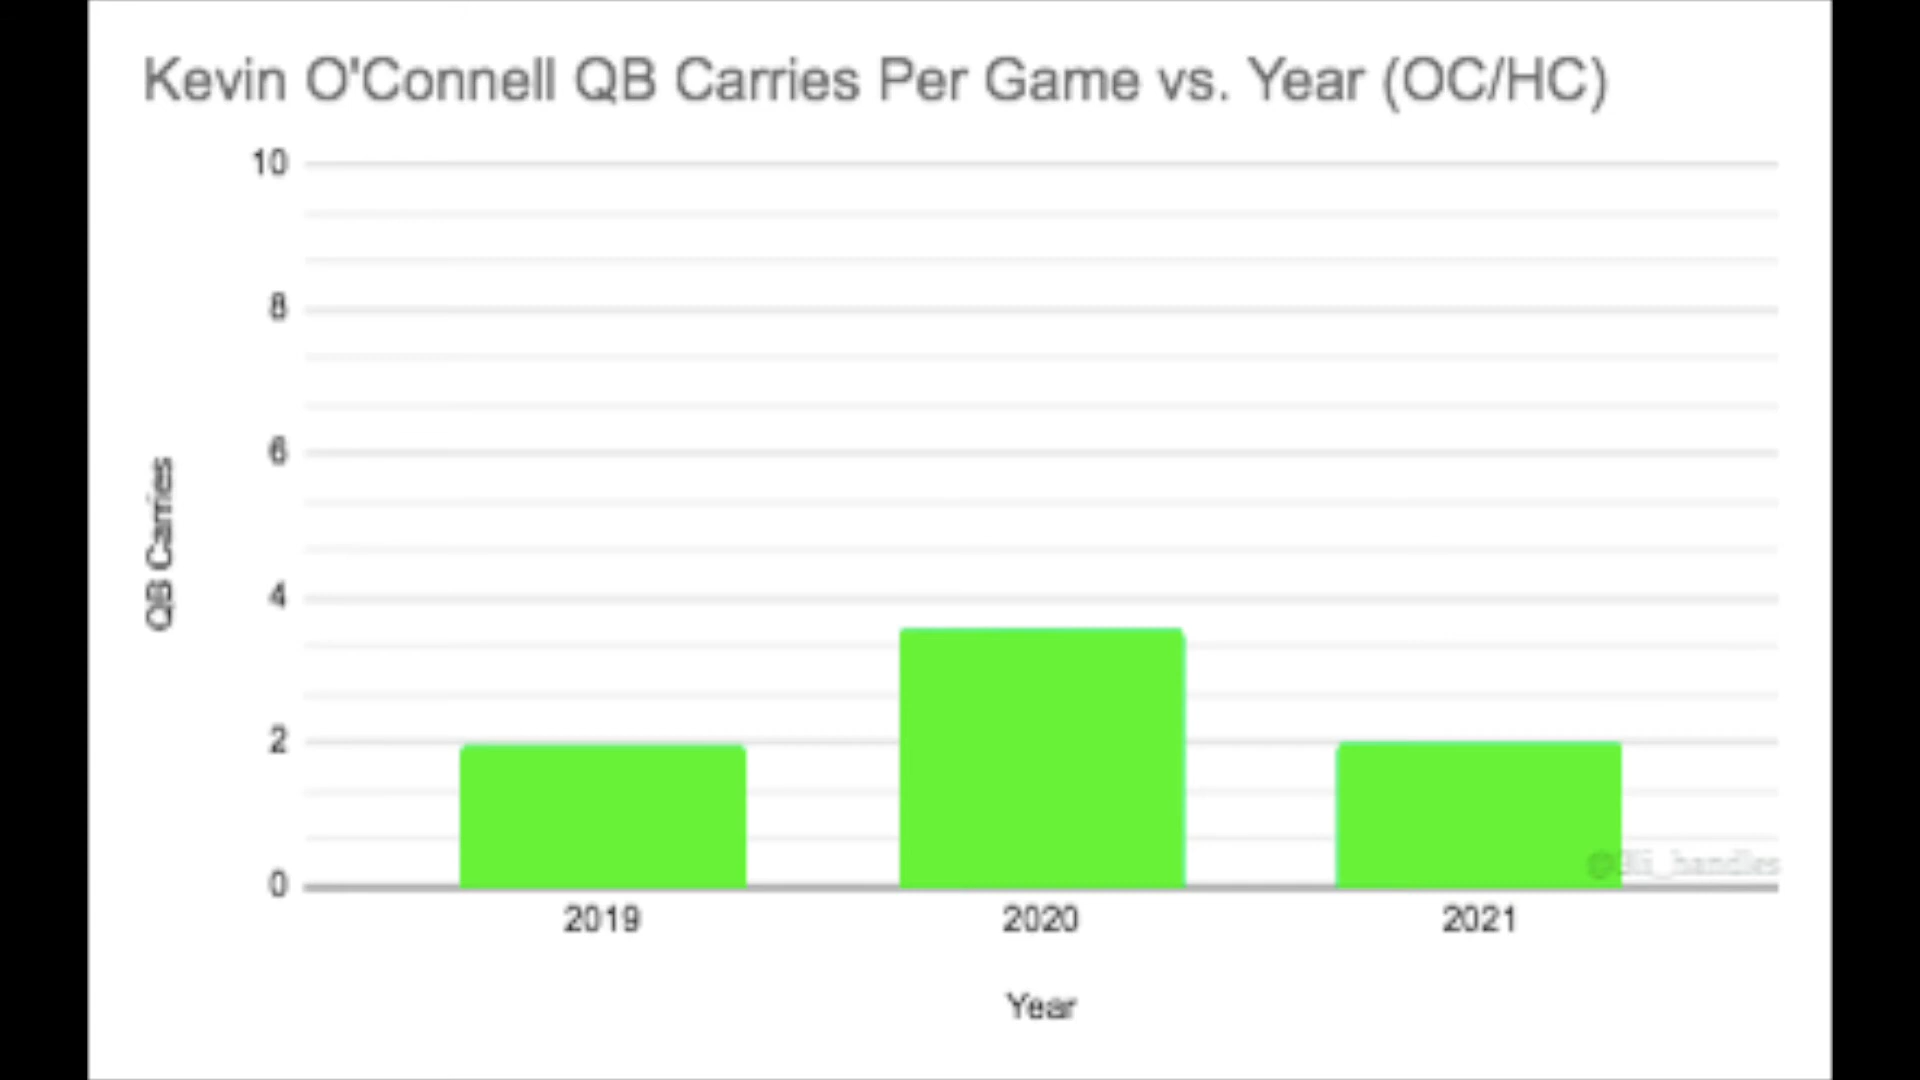 Kevin O'Connell QB Carries Per Game vs. Year (OC/HC)
10
8
6
4
2
0
QB Carries
2019 2020 2021
Year